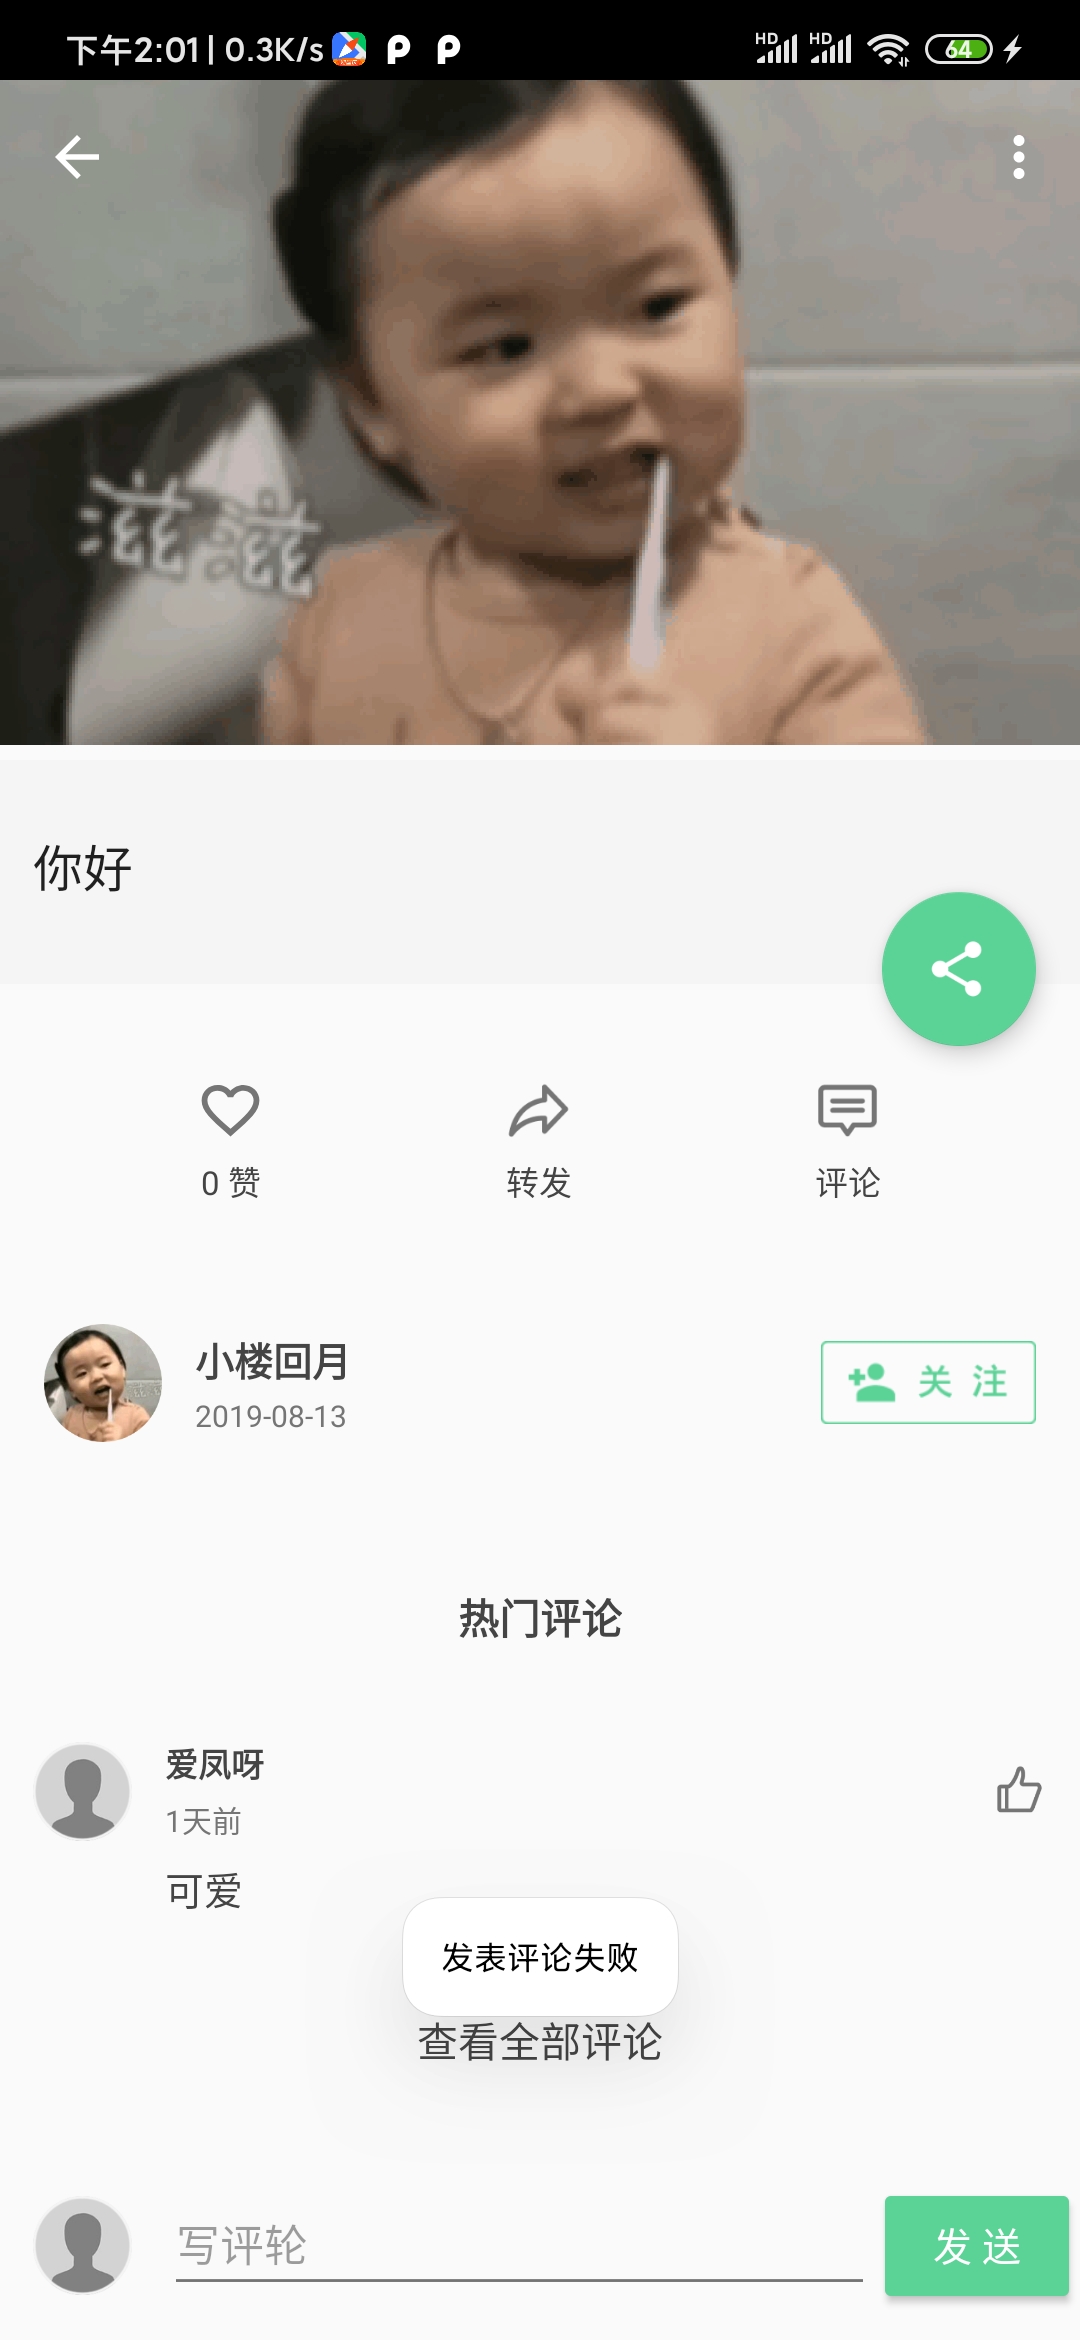 下午2:01 | 0.3K/s
HD HD 64
滋滋
你好
0 赞 转发 评论
小楼回月
2019-08-13
关 注
热门评论
爱凤呀
1天前
可爱
发表评论失败
查看全部评论
写评轮
发 送